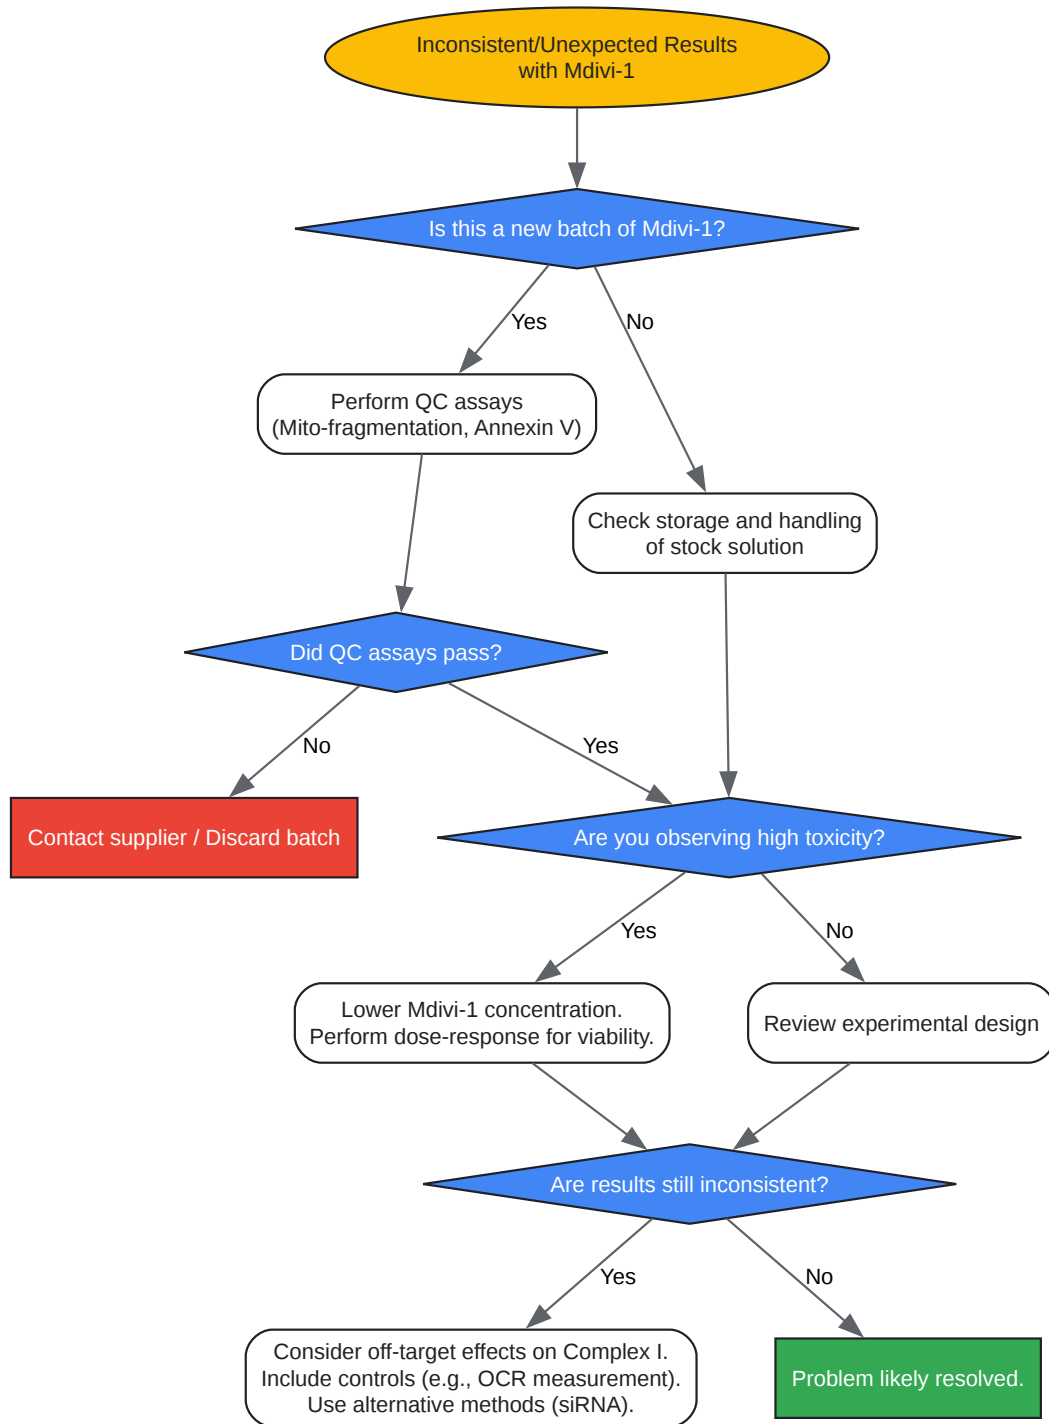 Inconsistent/Unexpected Results
with Mdivi-1
Is this a new batch of Mdivi-1?
Yes
No
Perform QC assays
(Mito-fragmentation, Annexin V)
Check storage and handling
of stock solution
Did QC assays pass?
No
Yes
Contact supplier / Discard batch
Are you observing high toxicity?
Yes
No
Lower Mdivi-1 concentration.
Perform dose-response for viability.
Review experimental design
Are results still inconsistent?
Yes
No
Consider off-target effects on Complex I.
Include controls (e.g., OCR measurement).
Use alternative methods (siRNA).
Problem likely resolved.